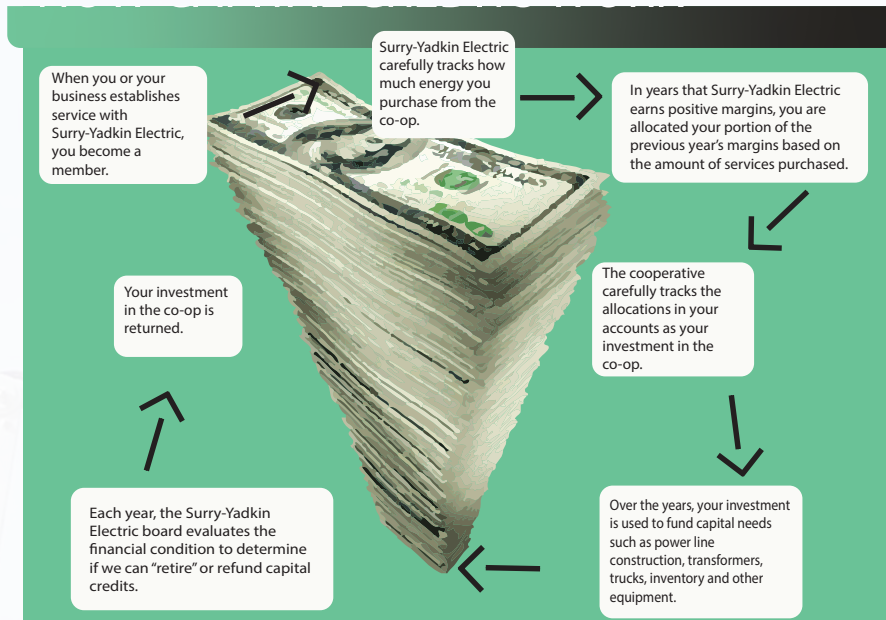 When you or your
business establishes
service with
Surry-Yadkin Electric,
you become a
member.
Surry-Yadkin Electric
carefully tracks how
much energy you
purchase from the
co-op.
In years that Surry-Yadkin Electric
earns positive margins, you are
allocated your portion of the
previous year's margins based on
the amount of services purchased.
The cooperative
carefully tracks the
allocations in your
accounts as your
investment in the
co-op.
Over the years, your investment
is used to fund capital needs
such as power line
construction, transformers,
trucks, inventory and other
equipment.
Each year, the Surry-Yadkin
Electric board evaluates the
financial condition to determine
if we can "retire" or refund capital
credits.
Your investment
in the co-op is
returned.